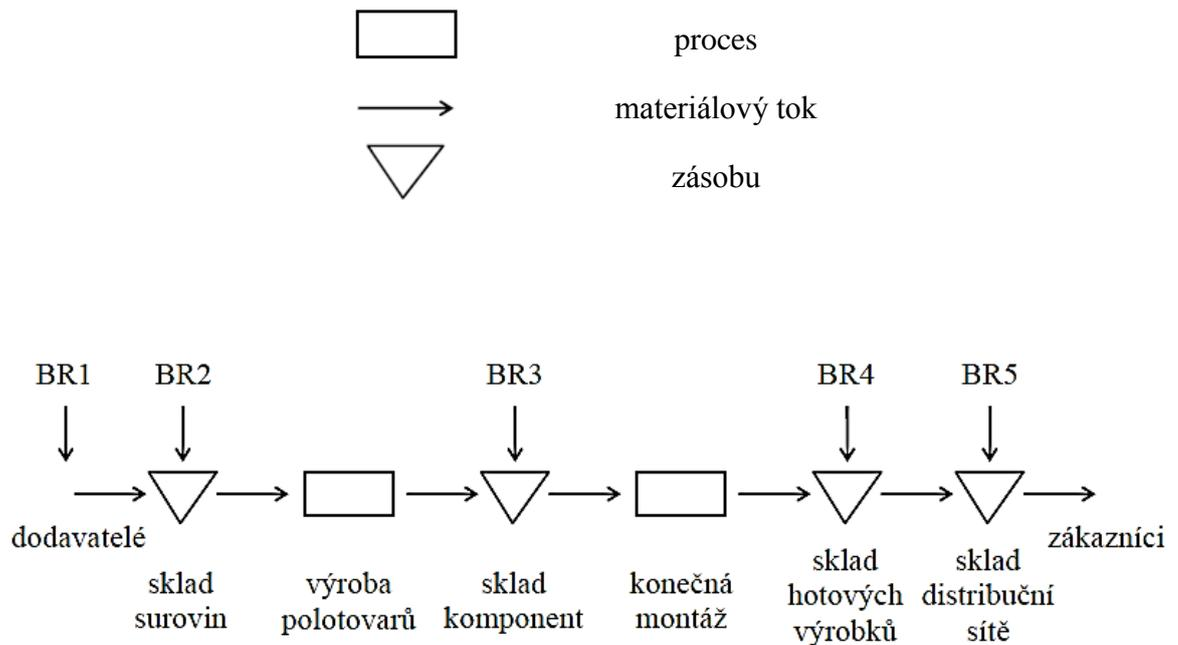 proces
materiálový tok
zásobu
BR1 BR2 BR3 BR4 BR5
dodavatelé
zákazníci
sklad
surovin
výroba
polotovarů
sklad
komponent
konečná
montáž
sklad
hotových
výrobků
sklad
distribuční
sítě